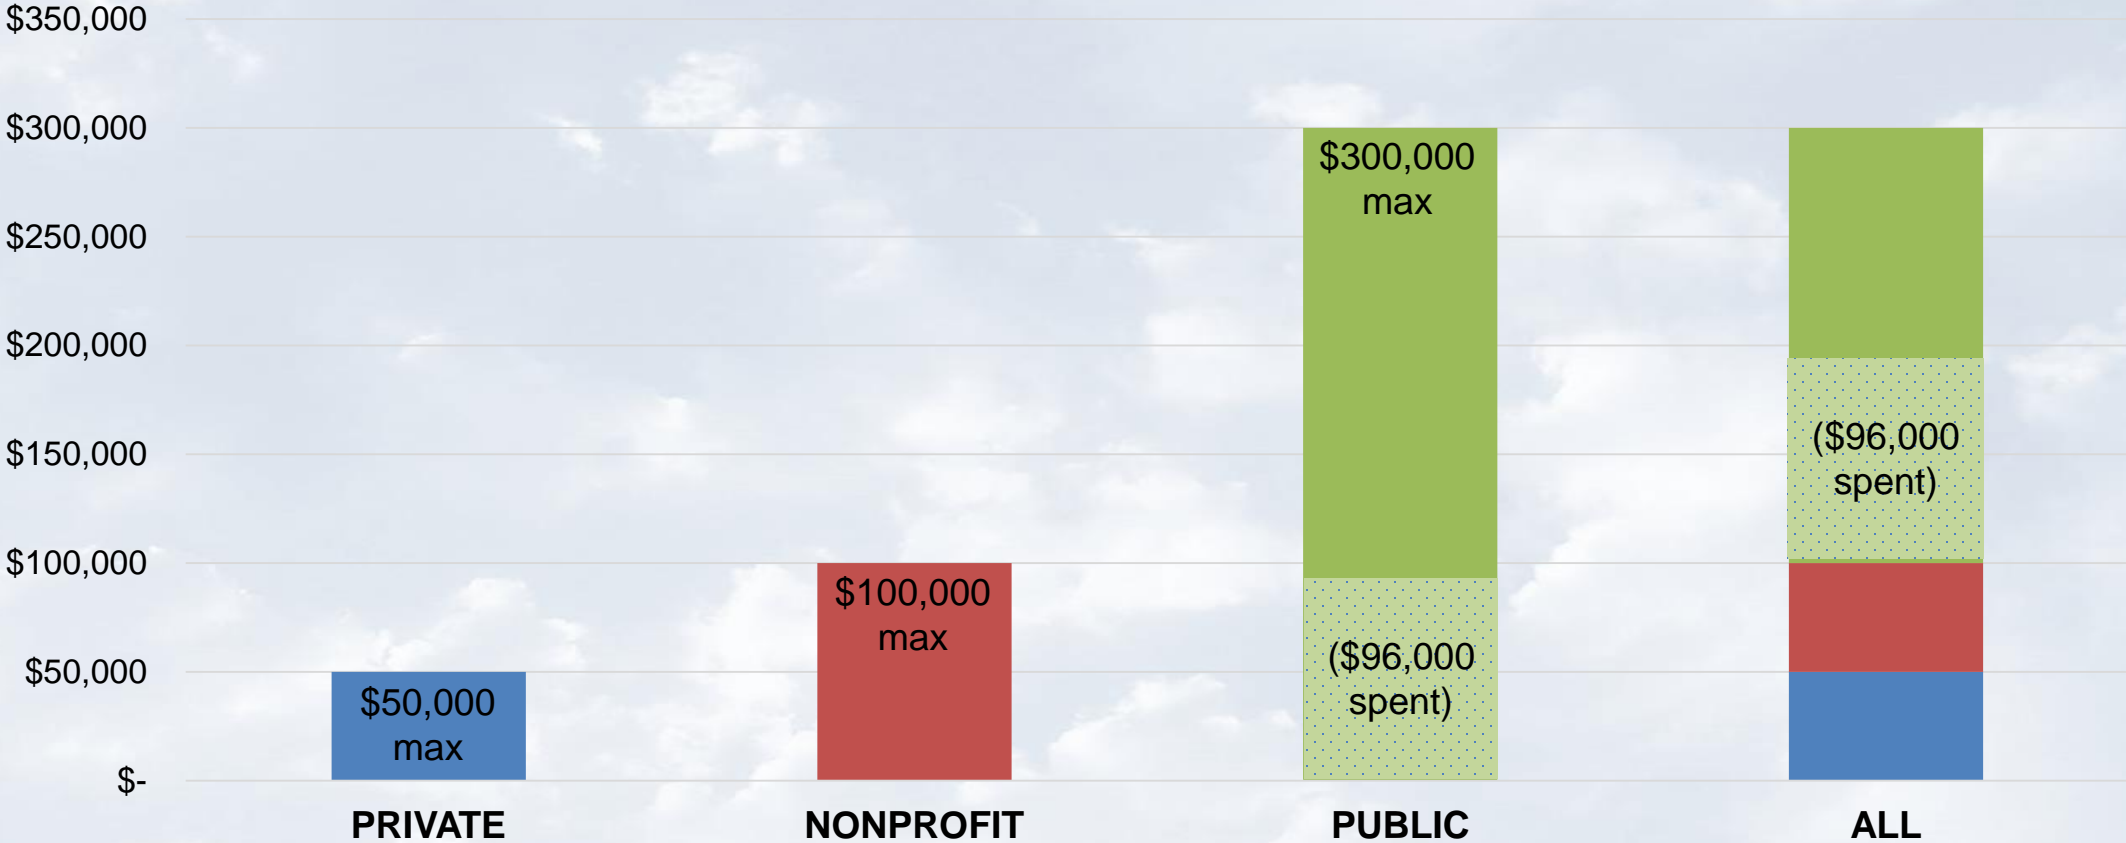 $350,000
$300,000
$250,000
$200,000
$150,000
$100,000
$50,000
$-
$50,000
max
$100,000
max
$300,000
max
($96,000
spent)
($96,000
spent)
PRIVATE
NONPROFIT
PUBLIC
ALL